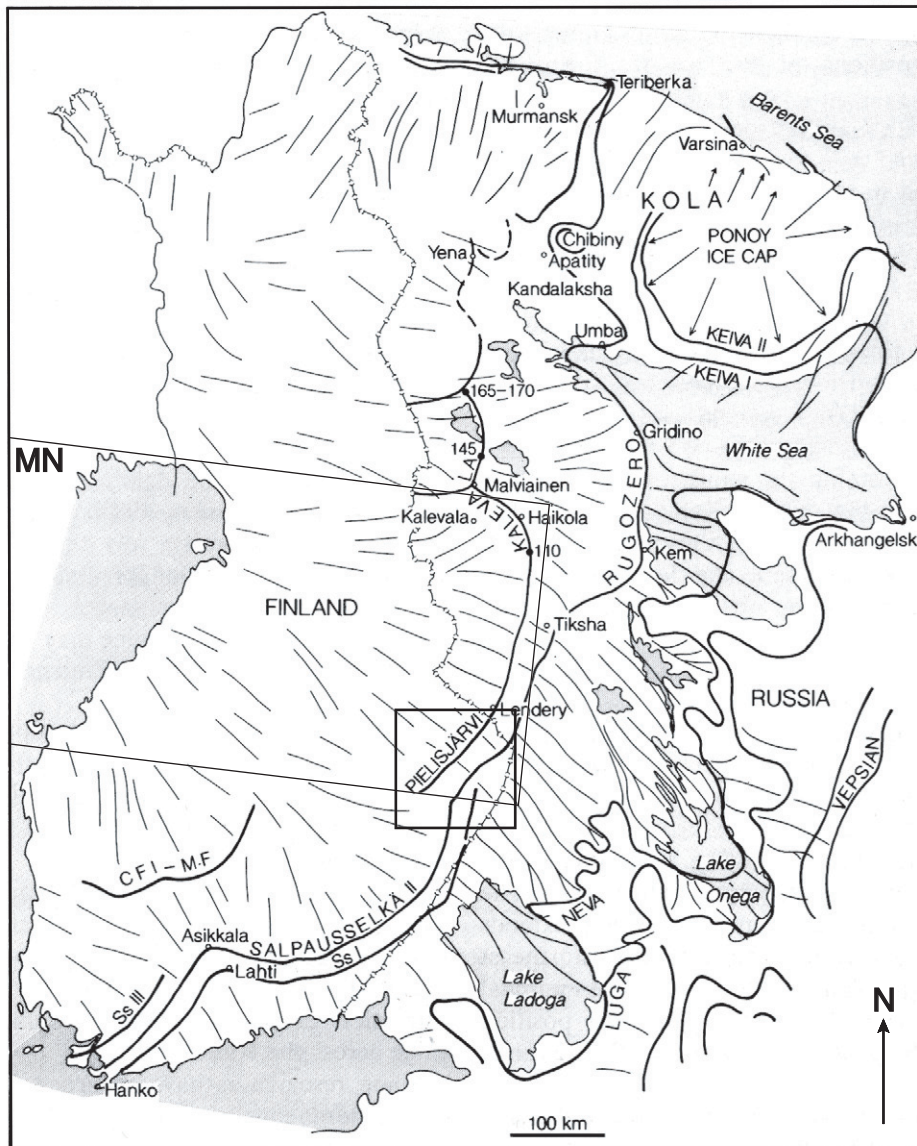 Teriberka
Barents Sea
Murmansk
Varsina
KOLA
PONOY
ICE CAP
Chibiny
Yena
Apatity
Kandalaksha
Umba
KEIVA II
KEIVA I
165–170
Gridino
MN
145
White Sea
Malviainen
KALEVALA
Kalevala
Haikola
RUGOZERO
Arkhangelsk
110
Kem
FINLAND
Tiksha
RUSSIA
Lendery
PIELISJÄRVI
VEPSIAN
CFI–MF
Lake
Onega
SALPAUSSELKÄ II
NEVA
Asikkala
Ss I
Lahti
Lake
Ladoga
LUGA
Ss III
N
Hanko
100 km